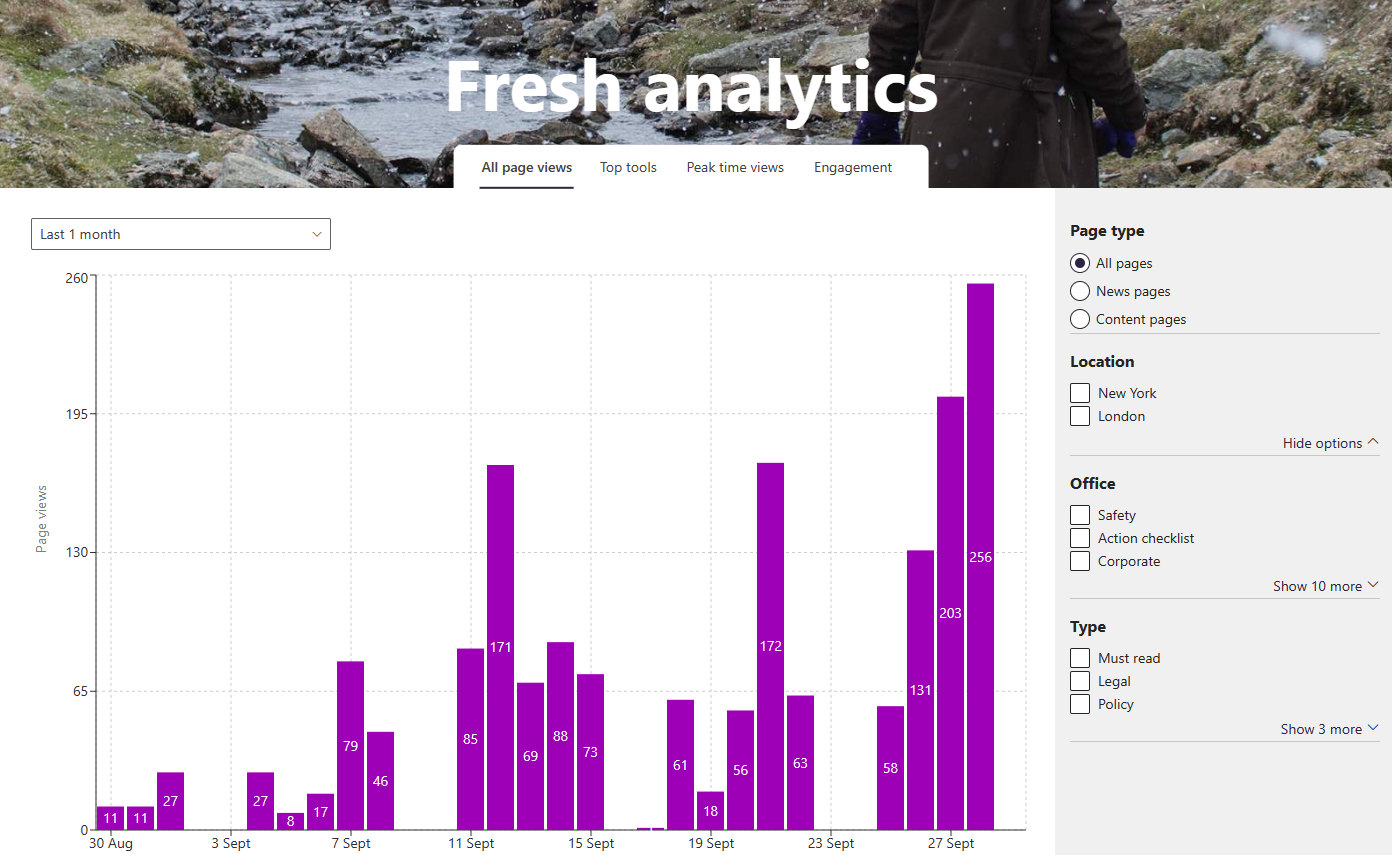 Fresh analytics
All page views Top tools Peak time views Engagement
Last 1 month
Page views
260
195
130
65
0
11 11 27 27 8 17 79 46 85 171 69 88 73 61 18 56 172 63 58 131 203 256
30 Aug 3 Sept 7 Sept 11 Sept 15 Sept 19 Sept 23 Sept 27 Sept
Page type
All pages
News pages
Content pages
Location
New York
London
Hide options
Office
Safety
Action checklist
Corporate
Show 10 more
Type
Must read
Legal
Policy
Show 3 more